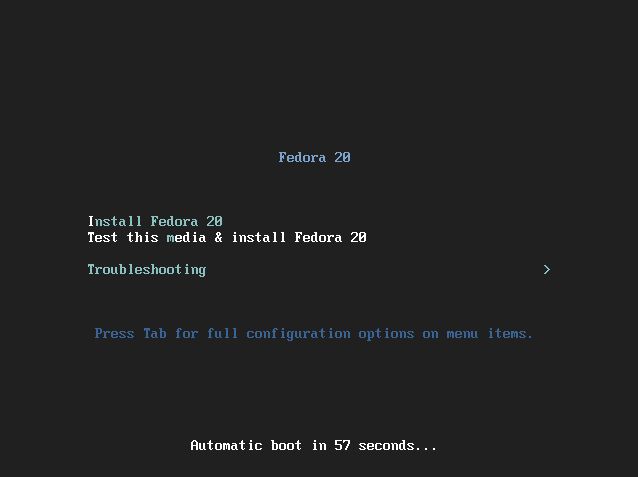 Fedora 20
Install Fedora 20
Test this media & install Fedora 20
Troubleshooting >
Press Tab for full configuration options on menu items.
Automatic boot in 57 seconds...